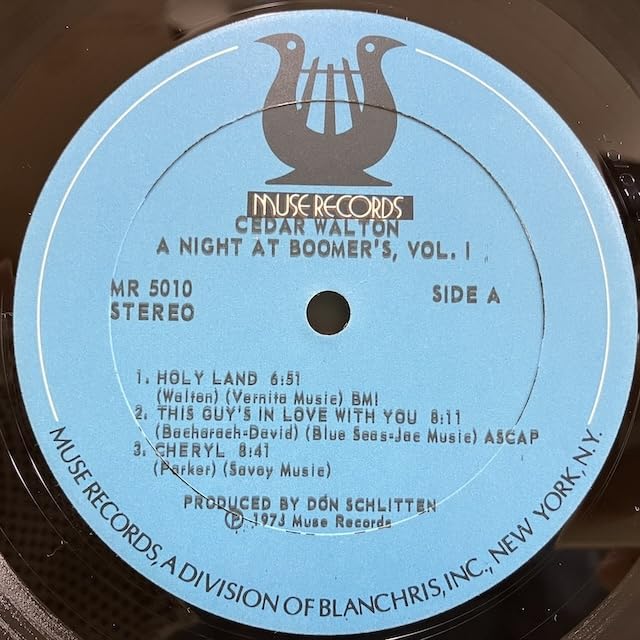 MUSE RECORDS
CEDAR WALTON
A NIGHT AT BOOMER'S, VOL. I
MR 5010
STEREO
SIDE A
1. HOLY LAND 6:51
(Walton) (Vernita Music) BMI
2. THIS GUY'S IN LOVE WITH YOU 8:11
(Bacharach-David) (Blue Seas-Jac Music) ASCAP
3. CHERYL 8:41
(Parker) (Savoy Music)
PRODUCED BY DON SCHLITTEN
Ⓟ 1973 Muse Records
MUSE RECORDS, A DIVISION OF BLANCHRIS, INC., NEW YORK, N.Y.